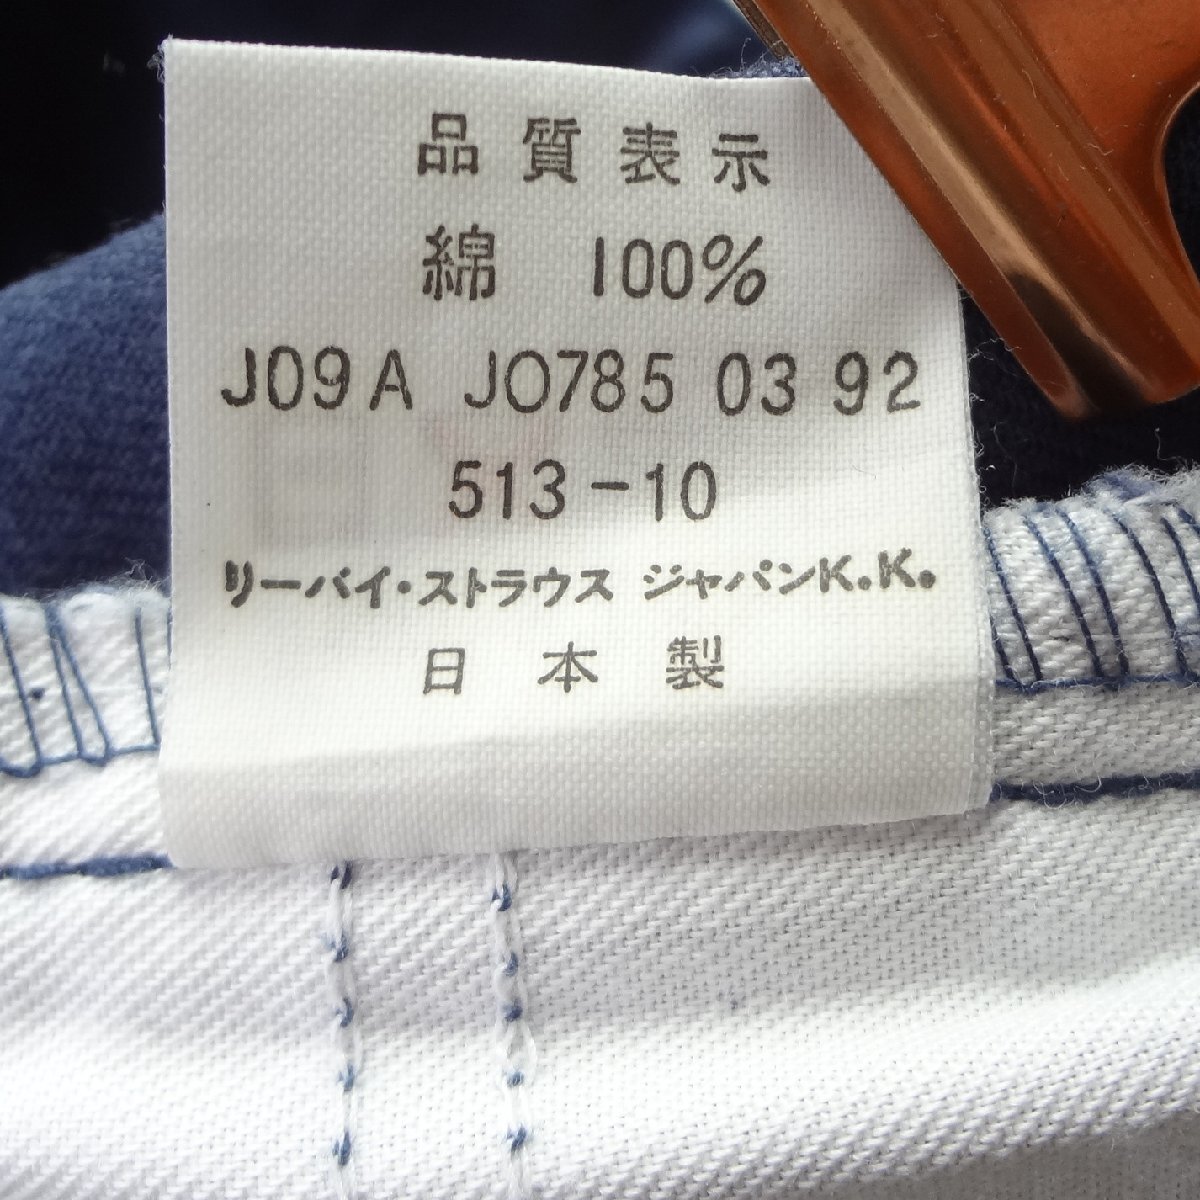 品質表示
綿 100%
J09A JO785 03 92
513-10
リーバイ・ストラウス ジャパンK.K.
日本製